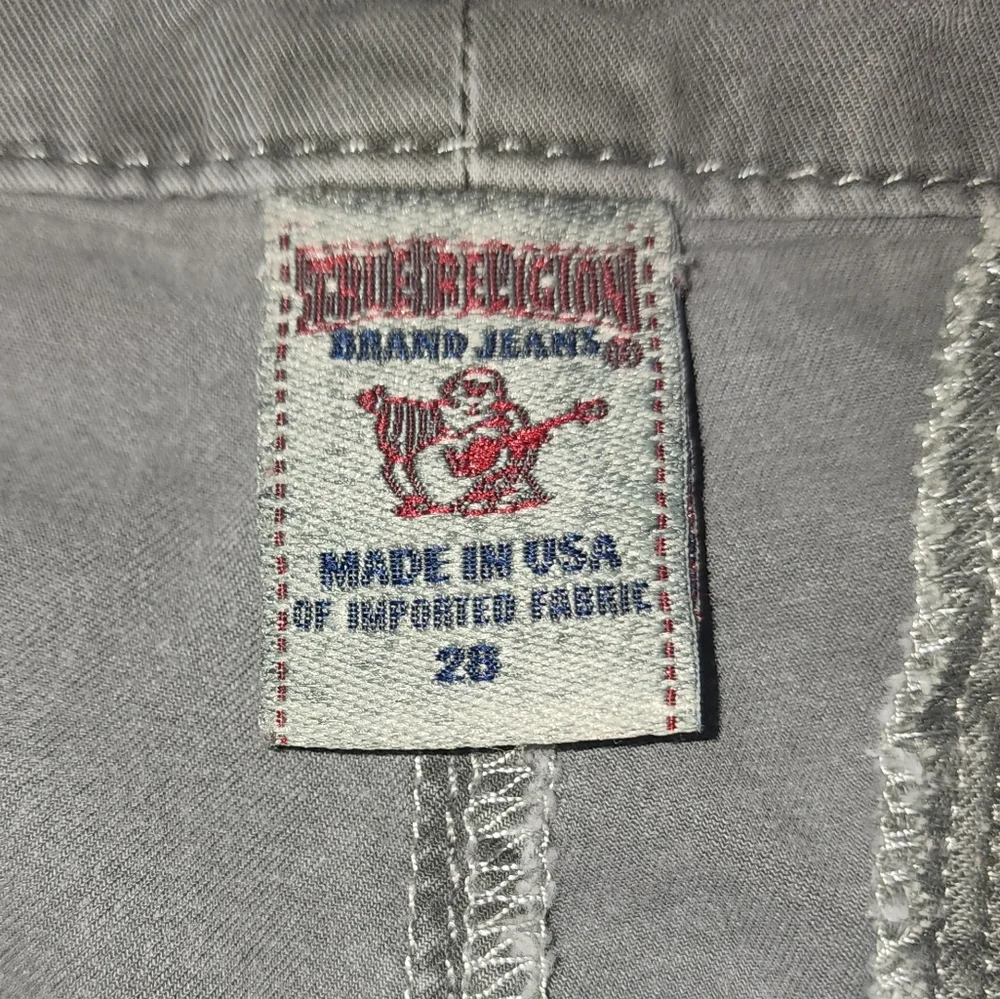 TRUE RELIGION
BRAND JEANS®
MADE IN USA
OF IMPORTED FABRIC
28